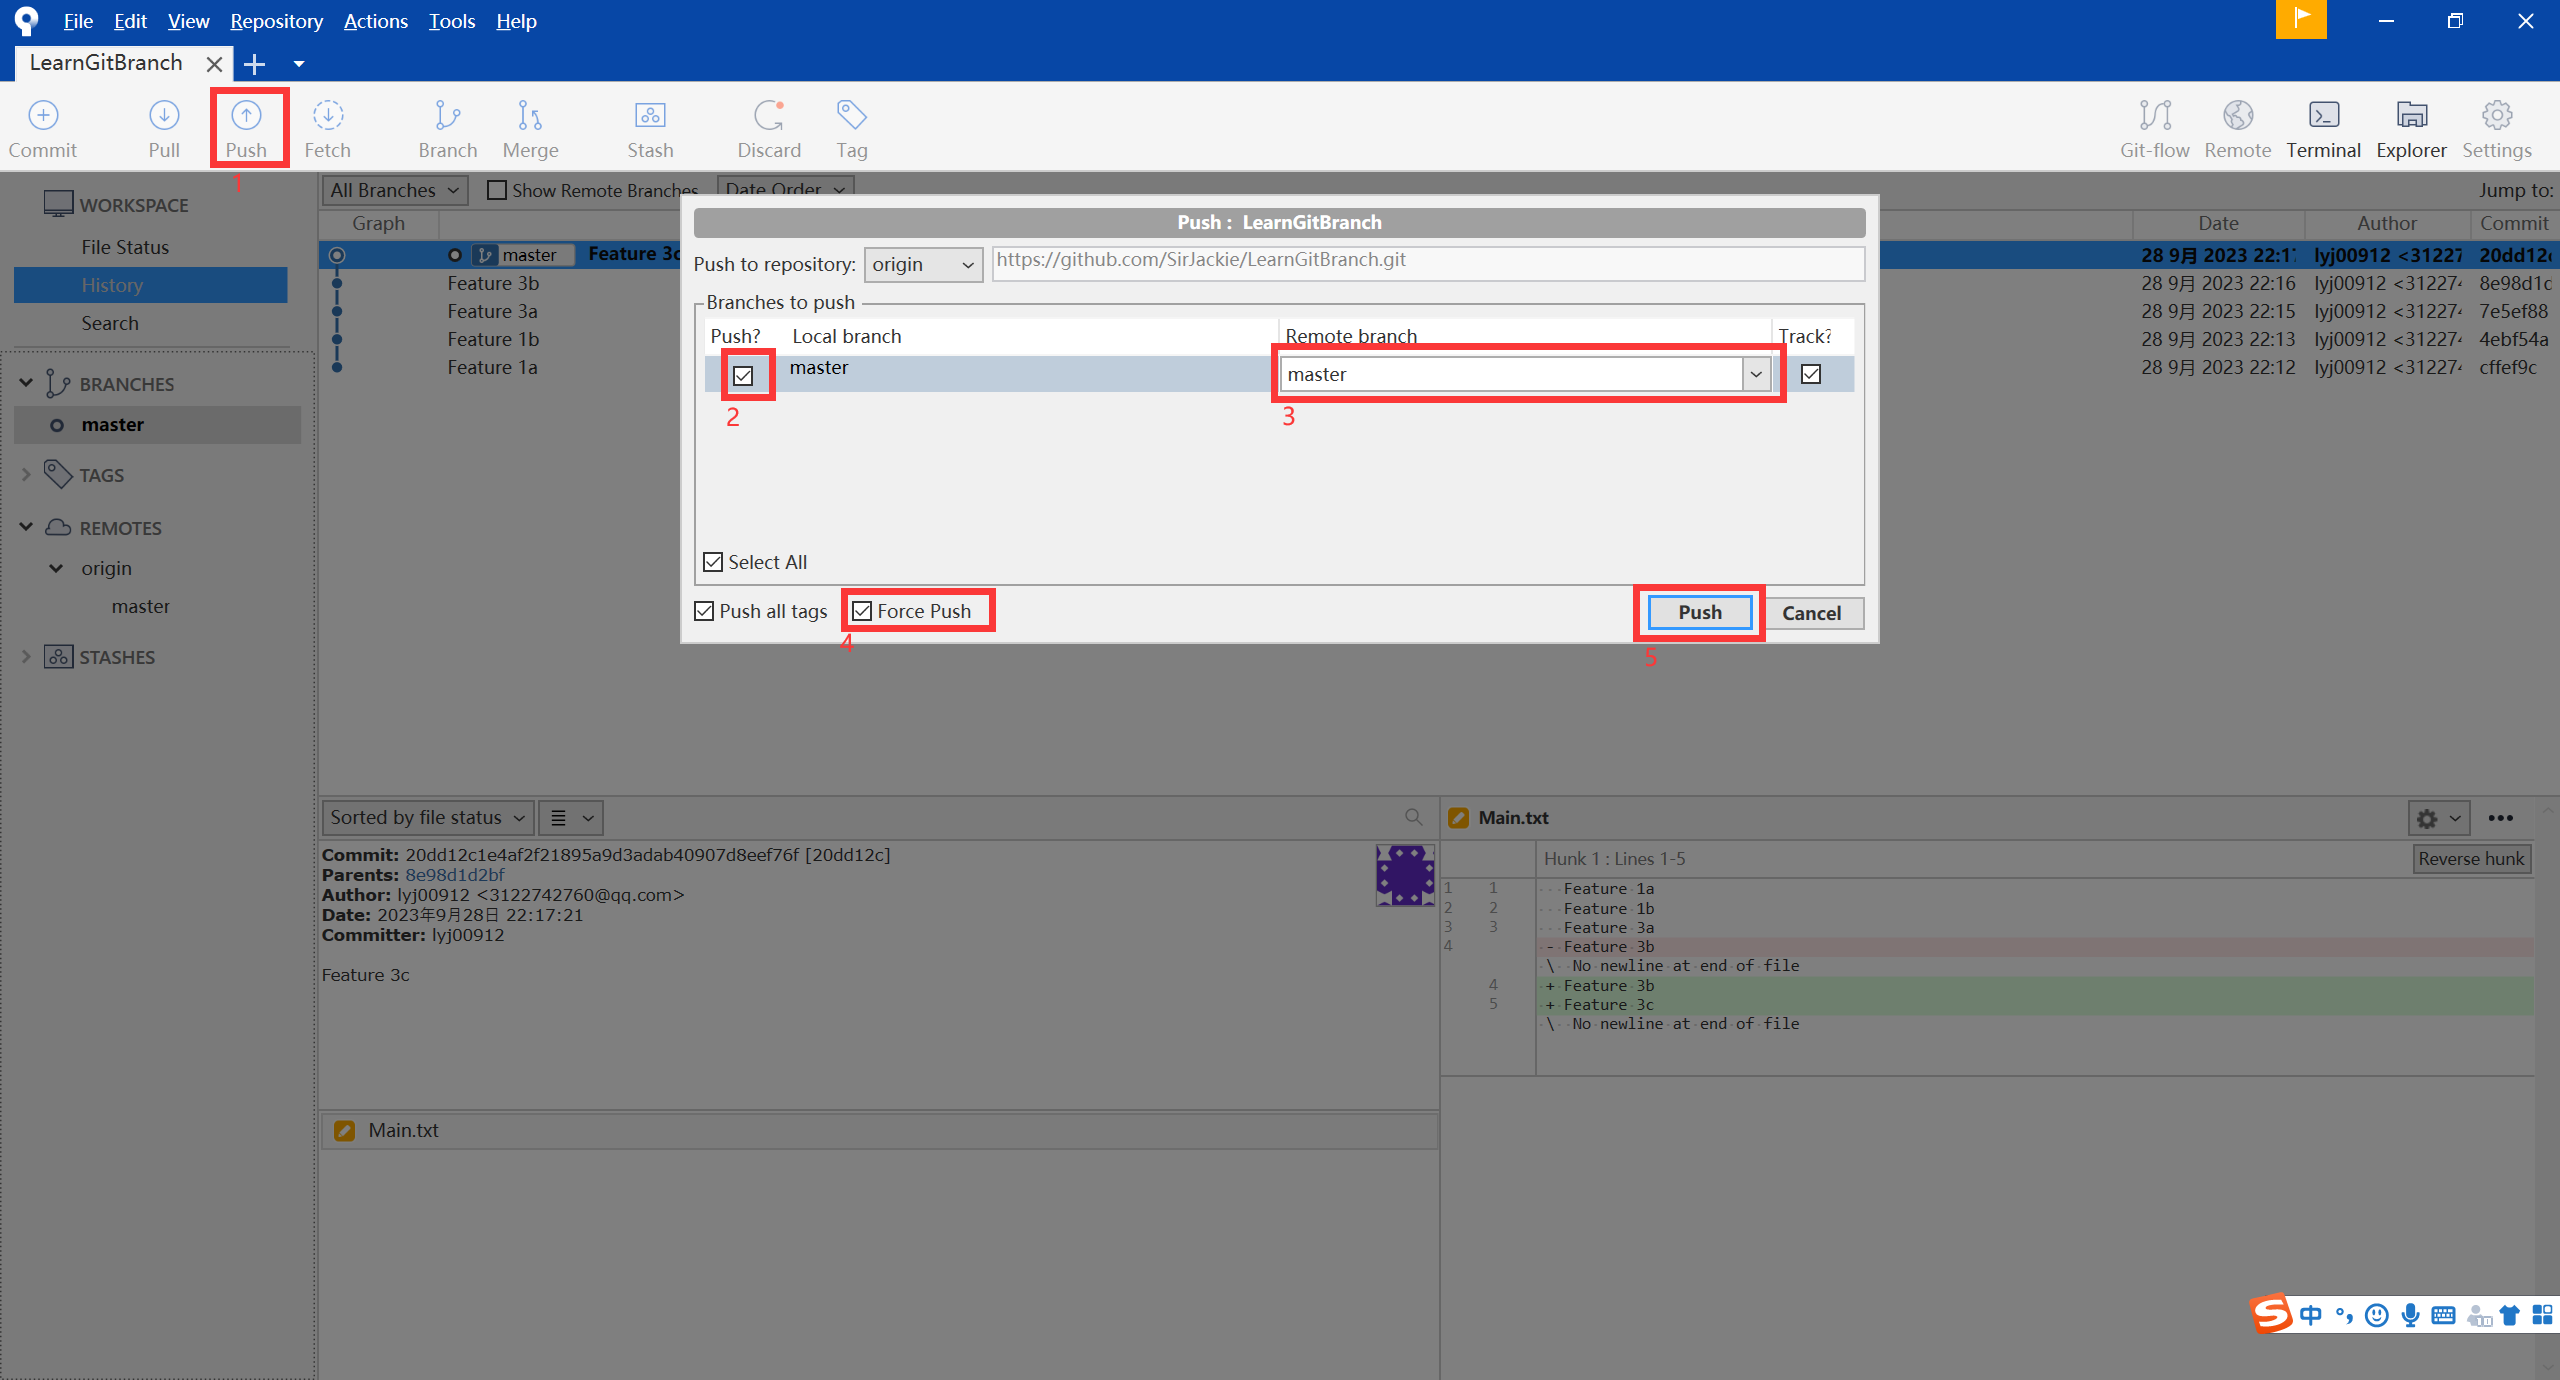 File Edit View Repository Actions Tools Help
LearnGitBranch
Commit Pull Push Fetch Branch Merge Stash Discard Tag Git-flow Remote Terminal Explorer Settings
1
WORKSPACE
File Status
History
Search
BRANCHES
master
TAGS
REMOTES
origin
master
STASHES
All Branches Show Remote Branches Date Order Jump to:
Graph Date Author Commit
master Feature 3c 28 9月 2023 22:1 lyj00912 <3122 20dd12
Feature 3b 28 9月 2023 22:16 lyj00912 <31227 8e98d1
Feature 3a 28 9月 2023 22:15 lyj00912 <31227 7e5ef88
Feature 1b 28 9月 2023 22:13 lyj00912 <31227 4ebf54a
Feature 1a 28 9月 2023 22:12 lyj00912 <31227 cffef9c
Push : LearnGitBranch
Push to repository: origin https://github.com/SirJackie/LearnGitBranch.git
Branches to push
Push? Local branch Remote branch Track?
master master
2 3
Select All
Push all tags Force Push Push Cancel
4 5
Sorted by file status
Commit: 20dd12c1e4af2f21895a9d3adab40907d8eef76f [20dd12c]
Parents: 8e98d1d2bf
Author: lyj00912 <3122742760@qq.com>
Date: 2023年9月28日 22:17:21
Committer: lyj00912
Feature 3c
Main.txt
Main.txt
Hunk 1 : Lines 1-5 Reverse hunk
1 1 Feature 1a
2 2 Feature 1b
3 3 Feature 3a
4 - Feature 3b
\ No newline at end of file
4 + Feature 3b
5 + Feature 3c
\ No newline at end of file
S 中